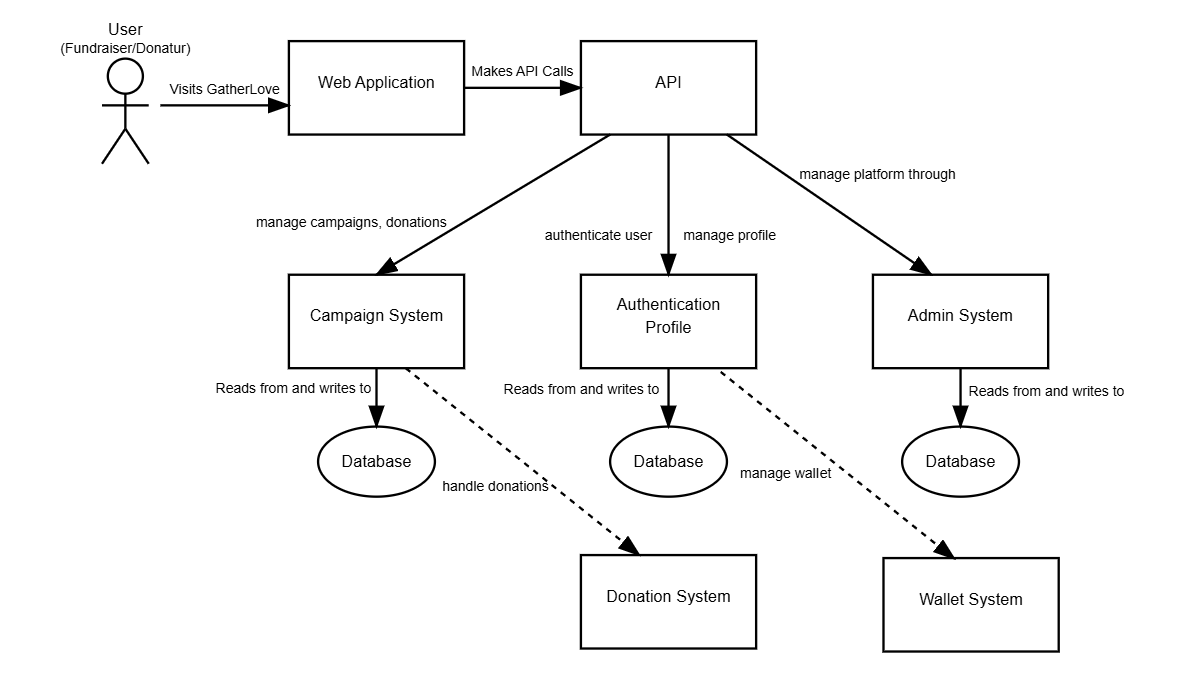 User
(Fundraiser/Donatur)
Visits GatherLove
Web Application
Makes API Calls
API
manage platform through
manage campaigns, donations
authenticate user
manage profile
Campaign System
Authentication
Profile
Admin System
Reads from and writes to
Reads from and writes to
Reads from and writes to
Database
Database
Database
handle donations
manage wallet
Donation System
Wallet System